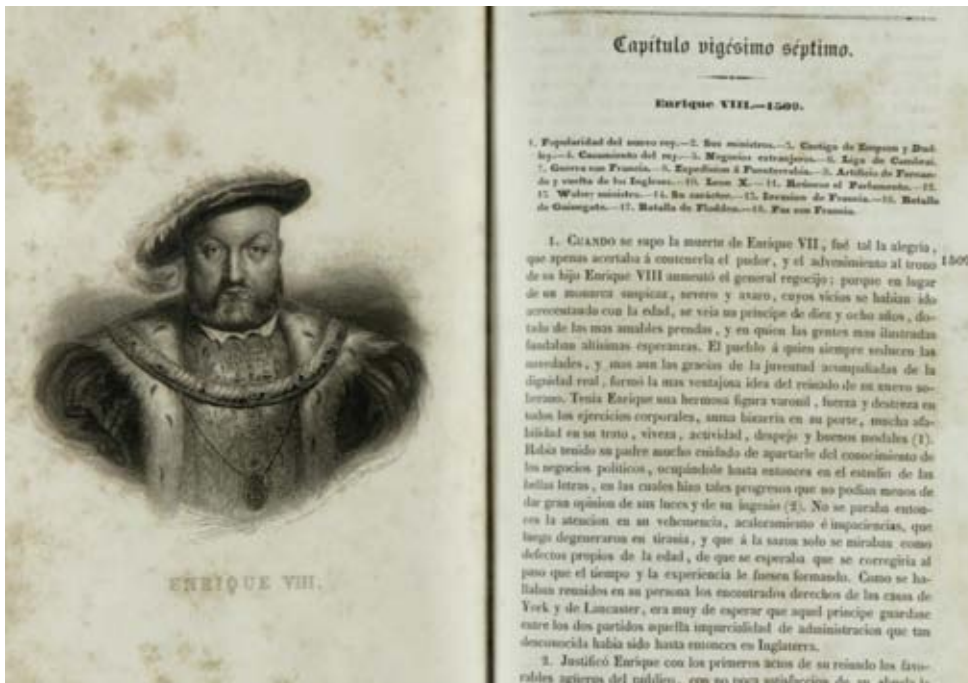 ENRIQUE VIII.
Capítulo vigésimo séptimo.
Enrique VIII.—1509.
1. Popularidad del nuevo rey.—2. Sus ministros.—3. Castigo de Empson y Dud-
ley.—4. Casamiento del rey.—5. Negocios extranjeros.—6. Liga de Cambrai.
7. Guerra con Francia.—8. Expedicion á Fuenterrabia.—9. Artificio de Fernan-
do y vuelta de los Ingleses.—10. Leon X.—11. Reúnese el Parlamento.—12.
13. Wolsey ministro.—14. Su carácter.—15. Invasion de Francia.—16. Batalla
de Guinegate.—17. Batalla de Flodden.—18. Paz con Francia.
1. CUANDO se supo la muerte de Enrique VII, fué tal la alegria,
que apenas acertaba á contenerla el pudor, y el advenimiento al trono 1509
de su hijo Enrique VIII aumentó el general regocijo; porque en lugar
de un monarca suspicaz, severo y avaro, cuyos vicios se habian ido
acrecentando con la edad, se veia un príncipe de diez y ocho años, do-
tado de las mas amables prendas, y en quien las gentes mas ilustradas
fundaban altísimas esperanzas. El pueblo á quien siempre seducen las
novedades, y mas aun las gracias de la juventud acompañadas de la
dignidad real, formó la mas ventajosa idea del reinado de su nuevo so-
berano. Tenia Enrique una hermosa figura varonil, fuerza y destreza en
todos los ejercicios corporales, suma bizarria en su porte, mucha afa-
bilidad en su trato, viveza, actividad, despejo y buenos modales (1).
Habia tenido su padre mucho cuidado de apartarle del conocimiento de
los negocios políticos, ocupándole hasta entonces en el estudio de las
bellas letras, en las cuales hizo tales progresos que no podian menos de
dar gran opinion de sus luces y de su ingenio (2). No se paraba enton-
ces la atencion en su vehemencia, acaloramiento é impaciencias, que
luego degeneraron en tirania, y que á la sazon solo se miraban como
defectos propios de la edad, de que se esperaba que se corregiria al
paso que el tiempo y la experiencia le fuesen formando. Como se ha-
llaban reunidos en su persona los encontrados derechos de las casas de
York y de Lancaster, era muy de esperar que aquel príncipe guardase
entre los dos partidos aquella imparcialidad de administracion que tan
desconocida habia sido hasta entonces en Inglaterra.
2. Justificó Enrique con los primeros actos de su reinado los favo-
rables agüeros del público, con no poca satisfaccion de su abuela la